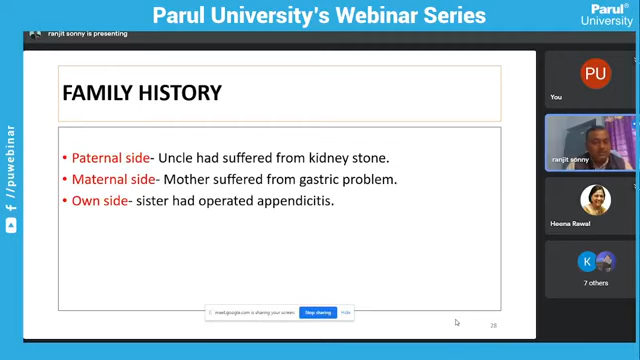 Parul University's Webinar Series
Parul®
University
ranjit sonny is presenting
FAMILY HISTORY
• Paternal side- Uncle had suffered from kidney stone.
• Maternal side- Mother suffered from gastric problem.
• Own side- sister had operated appendicitis.
meet.google.com is sharing your screen.
Stop sharing
Hide
28
PU
You
ranjit sonny
Heena Rawal
K
7 others
f //puwebinar